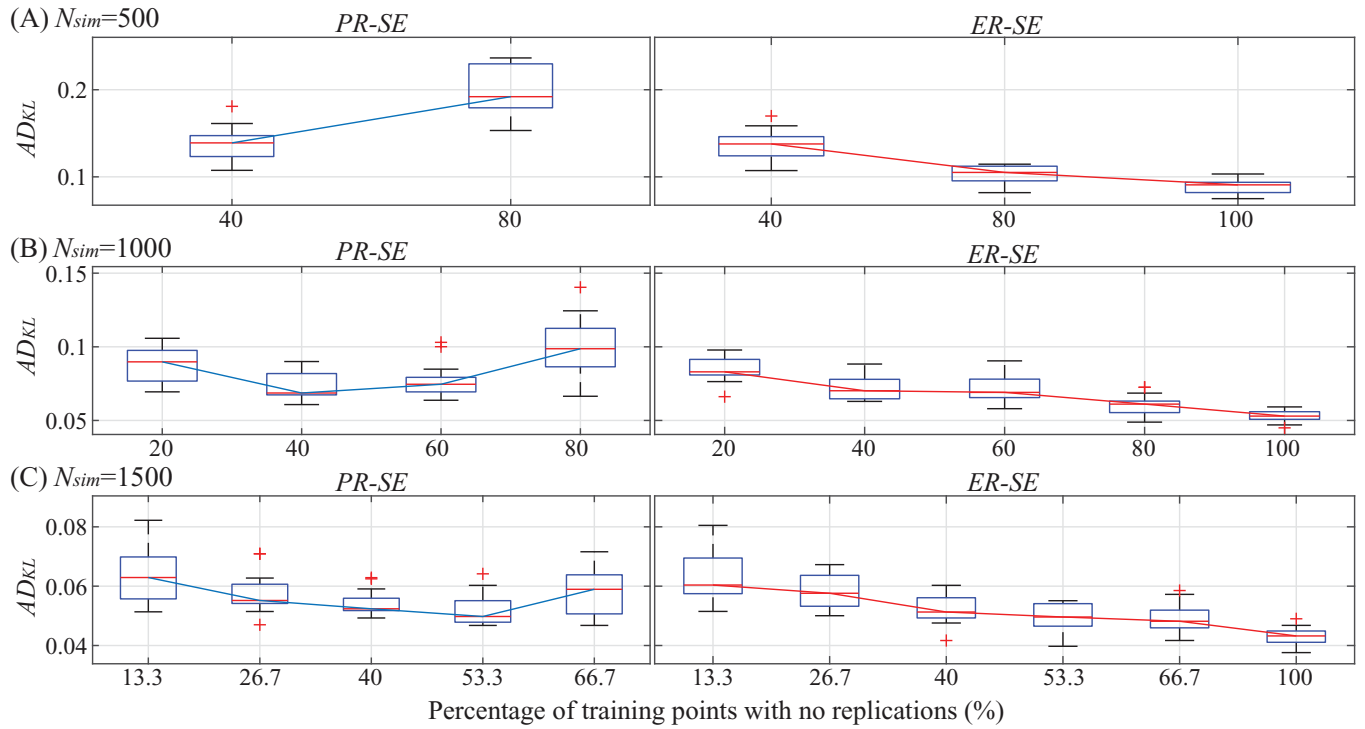 (A) Nsim=500
PR-SE
ER-SE
ADKL
0.2
0.1
40 80
40 80 100
(B) Nsim=1000
PR-SE
ER-SE
ADKL
0.15
0.1
0.05
20 40 60 80
20 40 60 80 100
(C) Nsim=1500
PR-SE
ER-SE
ADKL
0.08
0.06
0.04
13.3 26.7 40 53.3 66.7
13.3 26.7 40 53.3 66.7 100
Percentage of training points with no replications (%)